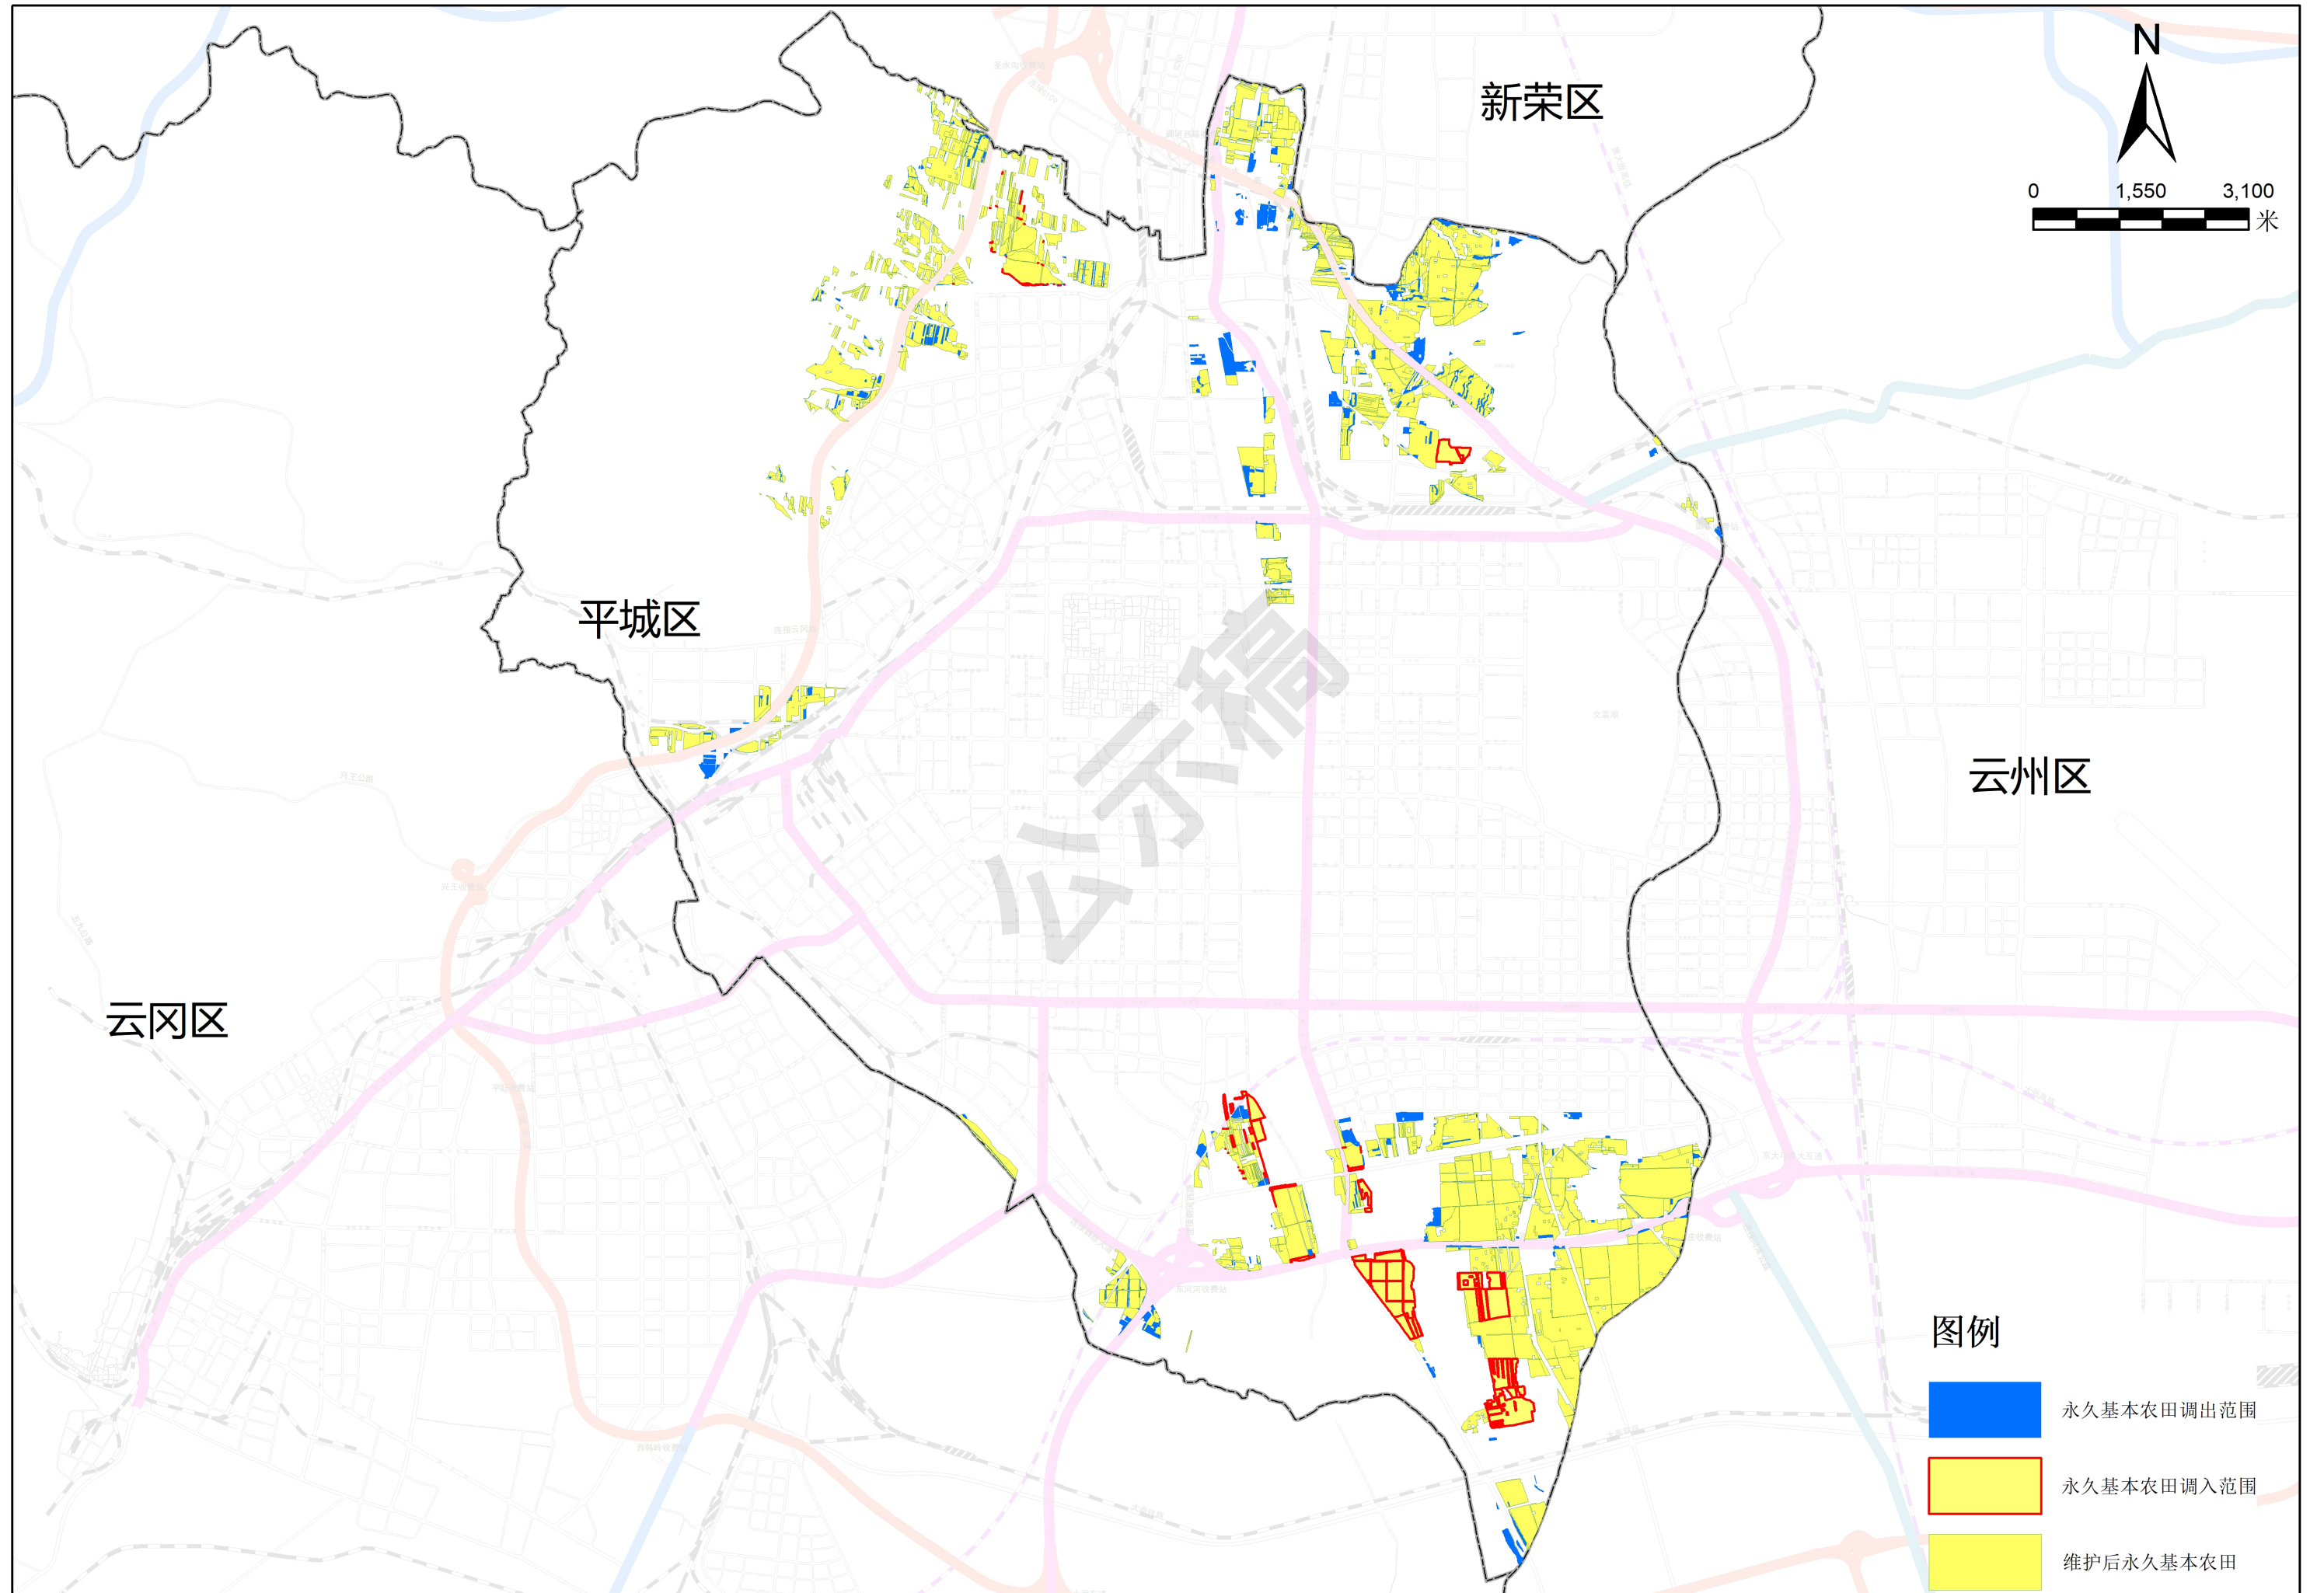 N
新荣区
0 1,550 3,100
米
平城区
公示稿
云州区
云冈区
图例
永久基本农田调出范围
永久基本农田调入范围
维护后永久基本农田